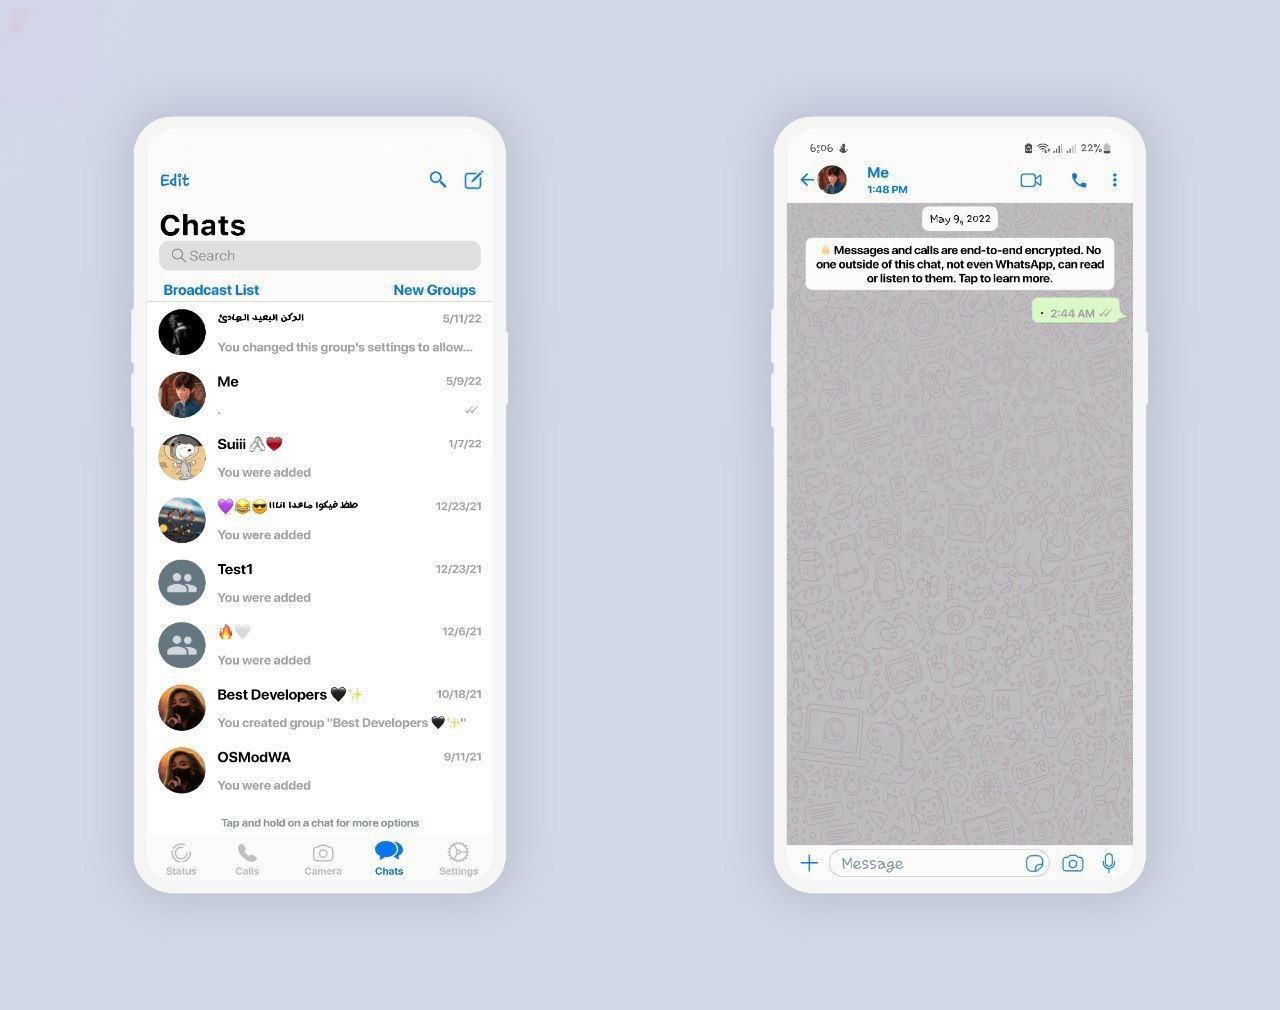 Edit
Chats
Search
Broadcast List New Groups
الركن البعيد الهادئ 5/11/22
You changed this group's settings to allow...
Me 5/9/22
.
Suiii 🖇️❤️ 1/7/22
You were added
💜😂😎محدش فيكوا ماعدا اناااا 12/23/21
You were added
Test1 12/23/21
You were added
🔥🤍 12/6/21
You were added
Best Developers 🖤✨ 10/18/21
You created group "Best Developers 🖤✨"
OSModWA 9/11/21
You were added
Tap and hold on a chat for more options
Status Calls Camera Chats Settings
6:06 22%
Me
1:48 PM
May 9, 2022
Messages and calls are end-to-end encrypted. No
one outside of this chat, not even WhatsApp, can read
or listen to them. Tap to learn more.
. 2:44 AM
Hi
09:28
Message